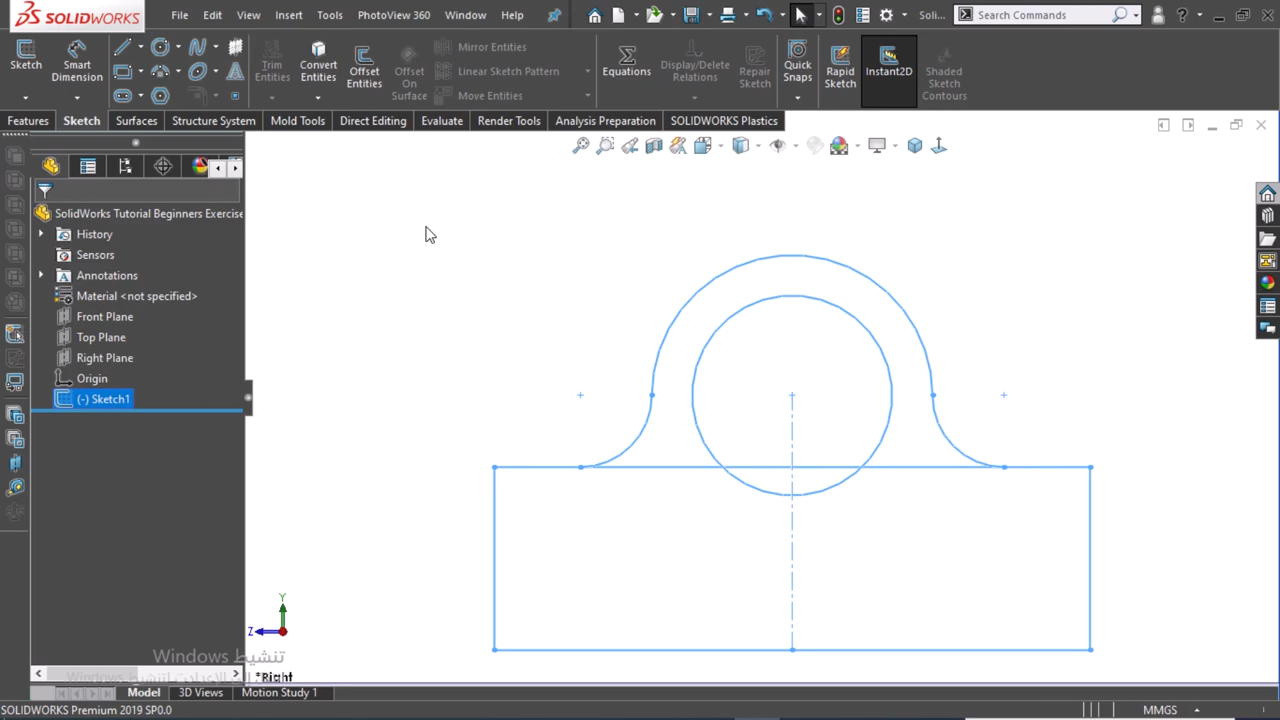 SOLIDWORKS File Edit View Insert Tools PhotoView 360 Window Help Soli... Search Commands ?
Sketch Smart Dimension Trim Entities Convert Entities Offset Entities Offset On Surface Mirror Entities Linear Sketch Pattern Move Entities Equations Display/Delete Relations Repair Sketch Quick Snaps Rapid Sketch Instant2D Shaded Sketch Contours
Features Sketch Surfaces Structure System Mold Tools Direct Editing Evaluate Render Tools Analysis Preparation SOLIDWORKS Plastics
SolidWorks Tutorial Beginners Exercise
History
Sensors
Annotations
Material <not specified>
Front Plane
Top Plane
Right Plane
Origin
(-) Sketch1
Y
Z
تنشيط Windows
*Right
Model 3D Views Motion Study 1
SOLIDWORKS Premium 2019 SP0.0 MMGS